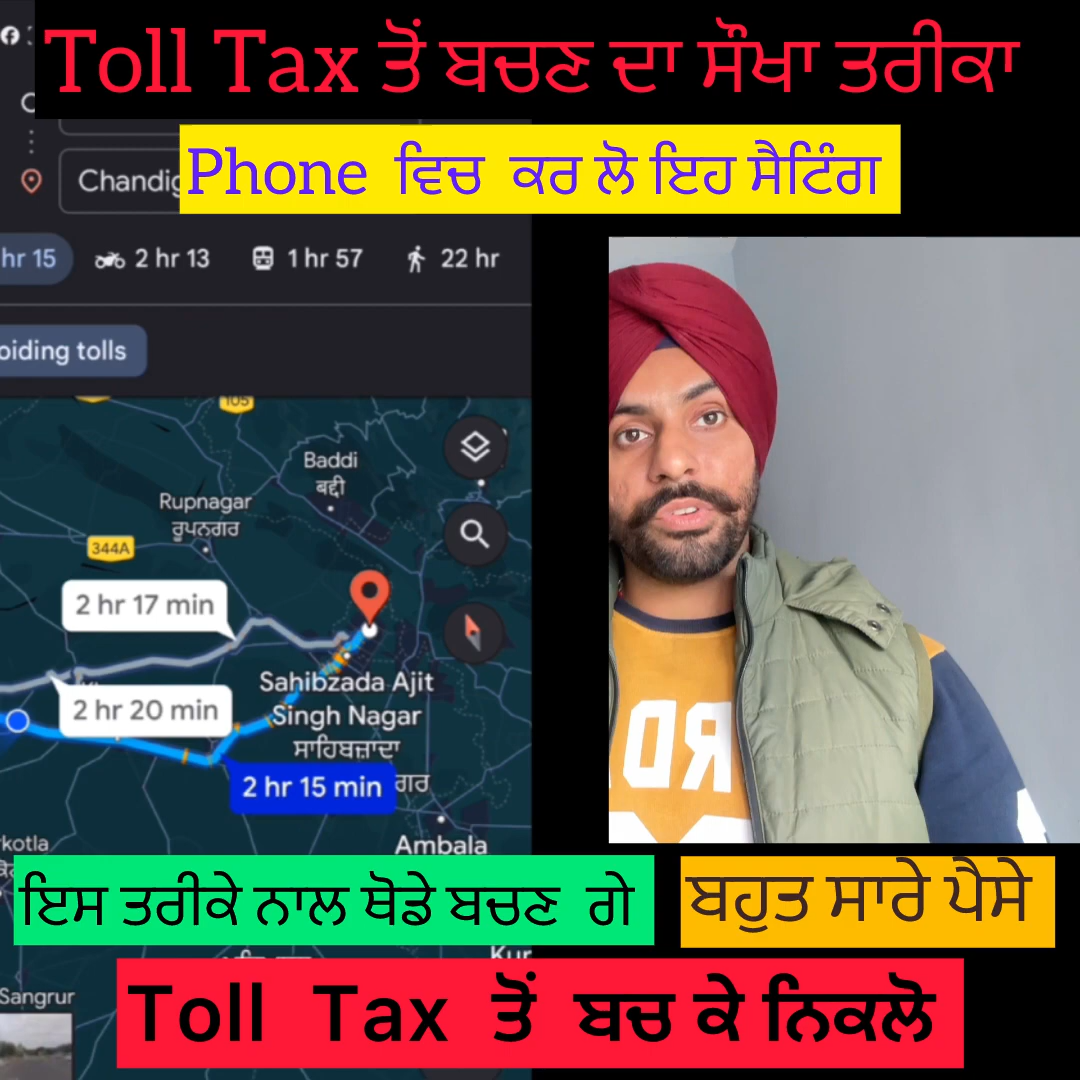 Toll Tax ਤੋਂ ਬਚਣ ਦਾ ਸੌਖਾ ਤਰੀਕਾ
Phone ਵਿਚ ਕਰ ਲੋ ਇਹ ਸੈਟਿੰਗ
hr 15
2 hr 13
1 hr 57
22 hr
tolls
105
Baddi
बद्दी
Rupnagar
ਰੂਪਨਗਰ
344A
2 hr 17 min
Sahibzada Ajit
Singh Nagar
ਸਾਹਿਬਜ਼ਾਦਾ
2 hr 20 min
2 hr 15 min
Ambala
ਇਸ ਤਰੀਕੇ ਨਾਲ ਥੋਡੇ ਬਚਣ ਗੇ
ਬਹੁਤ ਸਾਰੇ ਪੈਸੇ
Sangrur
Toll Tax ਤੋਂ ਬਚ ਕੇ ਨਿਕਲੋ